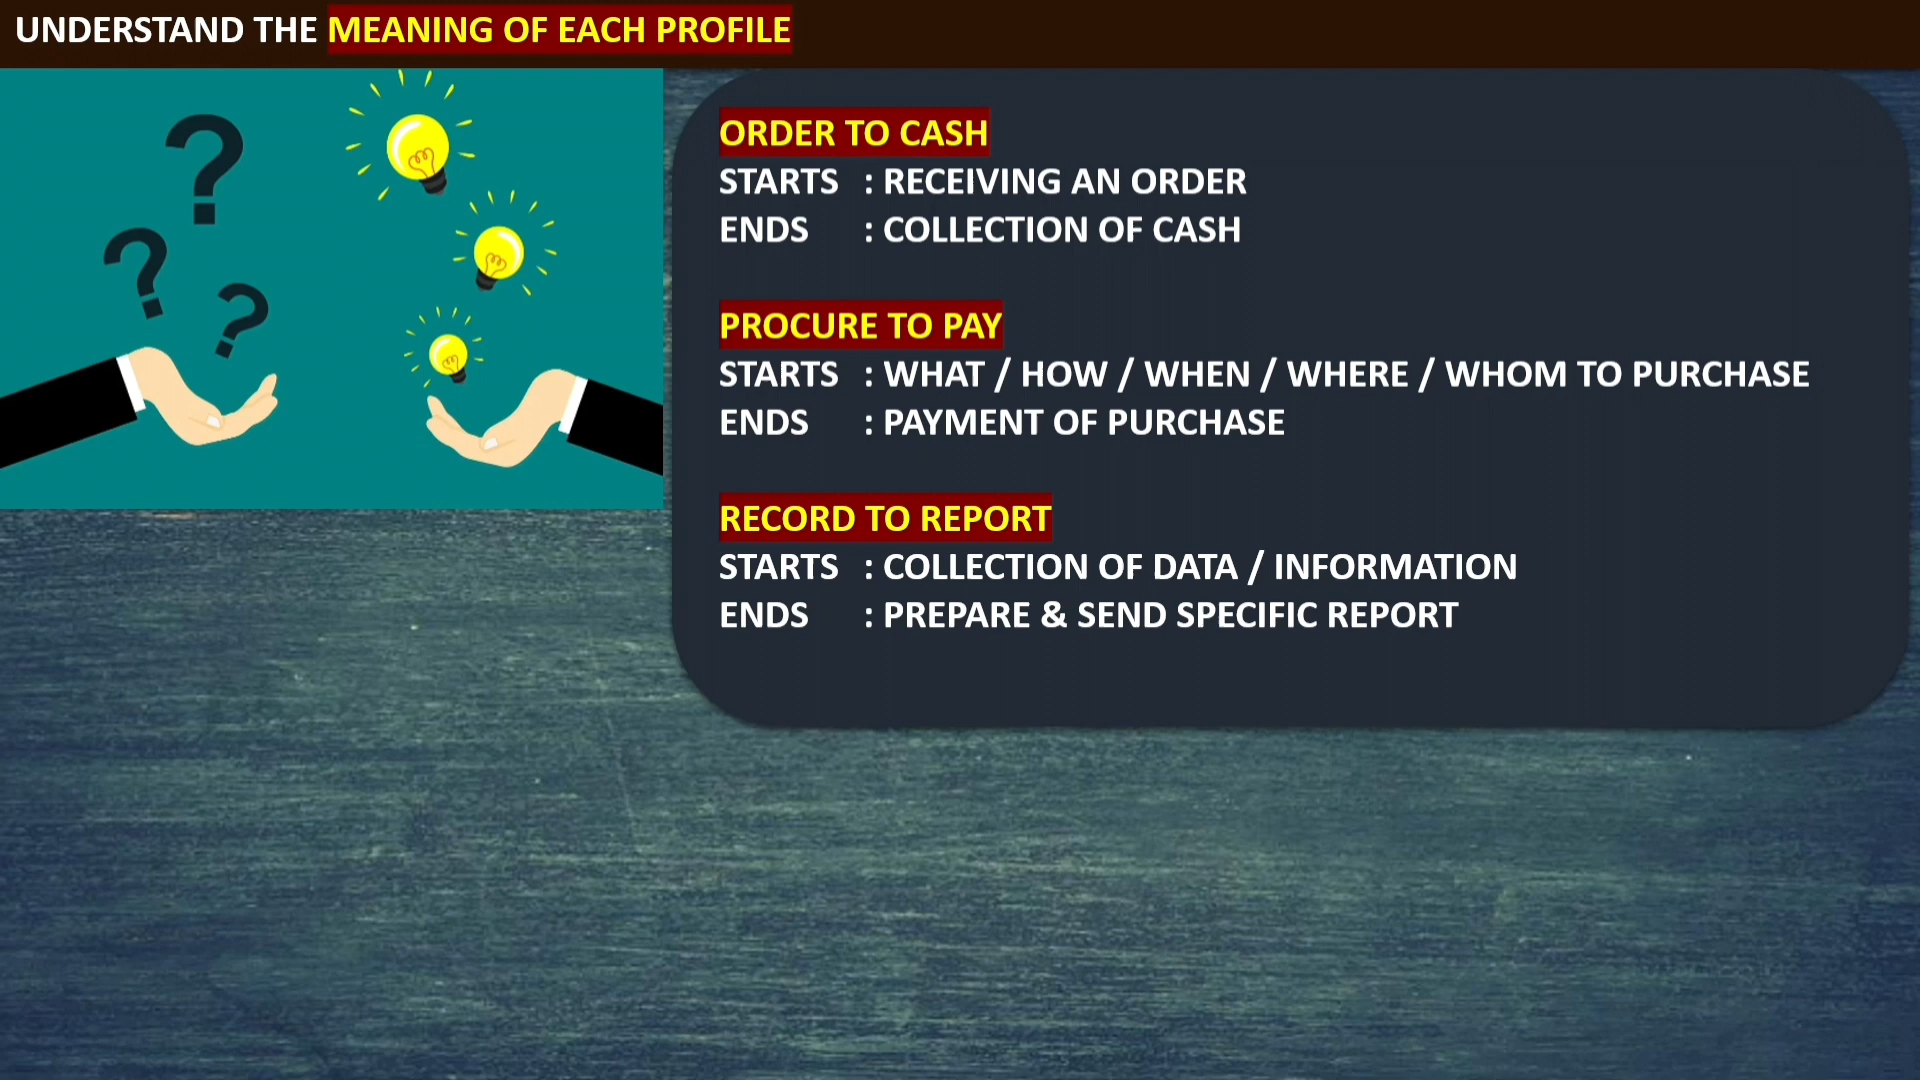 UNDERSTAND THE MEANING OF EACH PROFILE
ORDER TO CASH
STARTS : RECEIVING AN ORDER
ENDS : COLLECTION OF CASH
PROCURE TO PAY
STARTS : WHAT / HOW / WHEN / WHERE / WHOM TO PURCHASE
ENDS : PAYMENT OF PURCHASE
RECORD TO REPORT
STARTS : COLLECTION OF DATA / INFORMATION
ENDS : PREPARE & SEND SPECIFIC REPORT